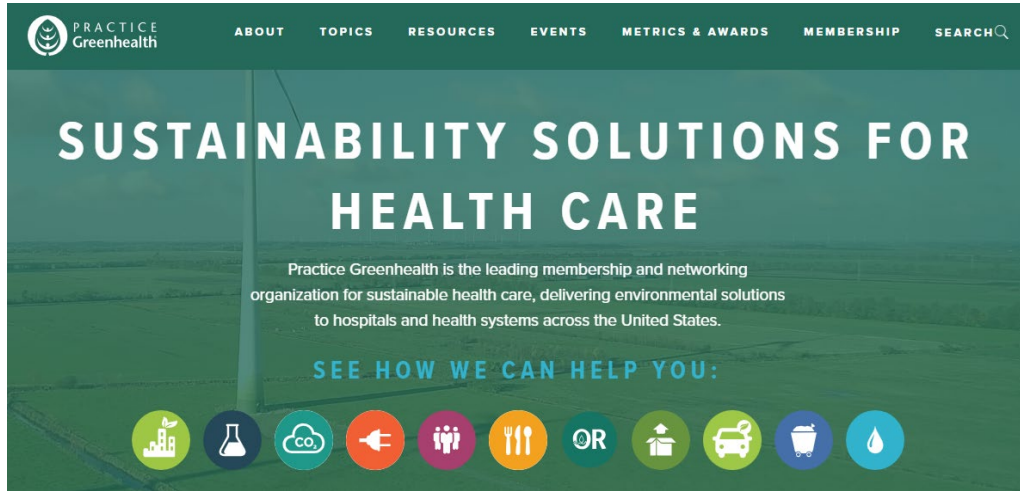 PRACTICE
Greenhealth
ABOUT TOPICS RESOURCES EVENTS METRICS & AWARDS MEMBERSHIP SEARCH
SUSTAINABILITY SOLUTIONS FOR
HEALTH CARE
Practice Greenhealth is the leading membership and networking
organization for sustainable health care, delivering environmental solutions
to hospitals and health systems across the United States.
SEE HOW WE CAN HELP YOU:
CO₂ OR